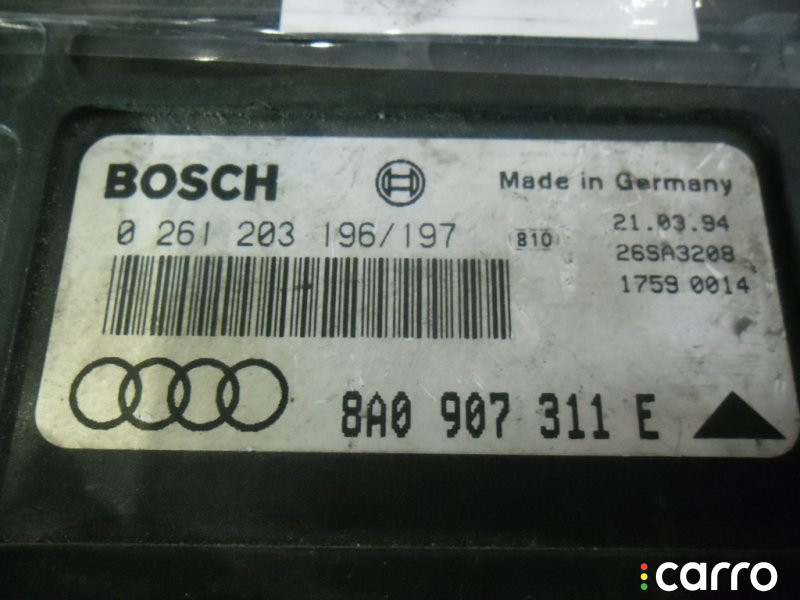 BOSCH
Made in Germany
0 261 203 196/197
B10
21.03.94
26SA3208
1759 0014
8A0 907 311 E
carro